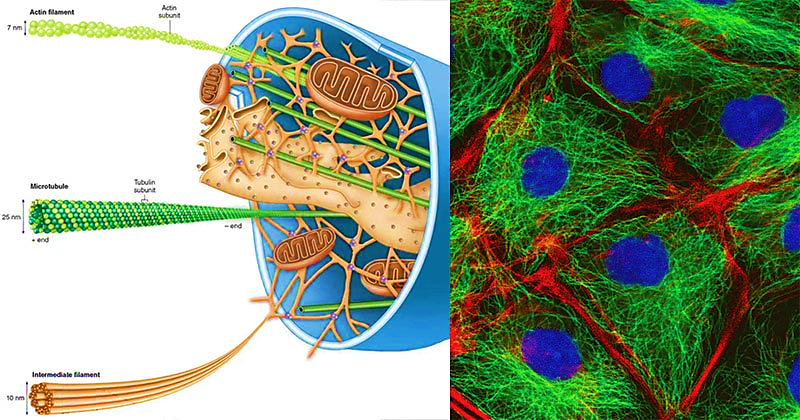 Actin filament
Actin
subunit
7 nm
Microtubule
Tubulin
subunit
25 nm
+ end
– end
Intermediate filament
10 nm